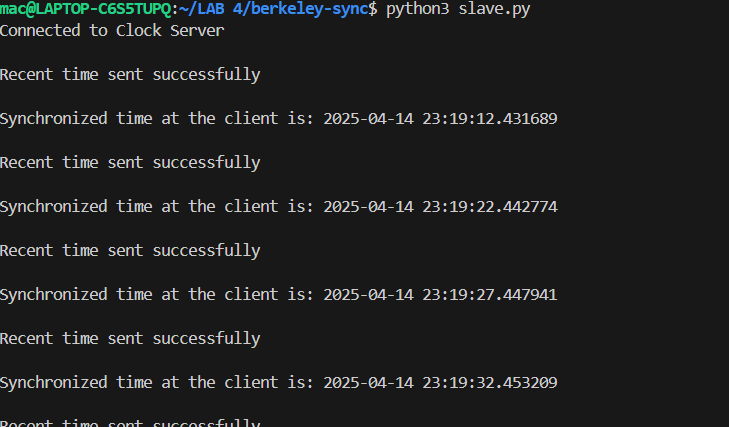 mac@LAPTOP-C6S5TUPQ:~/LAB 4/berkeley-sync$ python3 slave.py
Connected to Clock Server
Recent time sent successfully
Synchronized time at the client is: 2025-04-14 23:19:12.431689
Recent time sent successfully
Synchronized time at the client is: 2025-04-14 23:19:22.442774
Recent time sent successfully
Synchronized time at the client is: 2025-04-14 23:19:27.447941
Recent time sent successfully
Synchronized time at the client is: 2025-04-14 23:19:32.453209
Recent time sent successfully